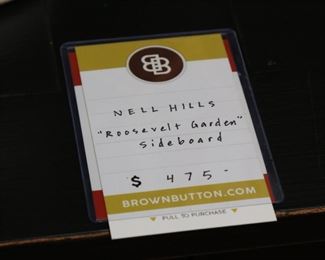 BB
NELL HILLS
"Roosevelt Garden"
Sideboard
$ 475-
BROWNBUTTON.COM
PULL TO PURCHASE